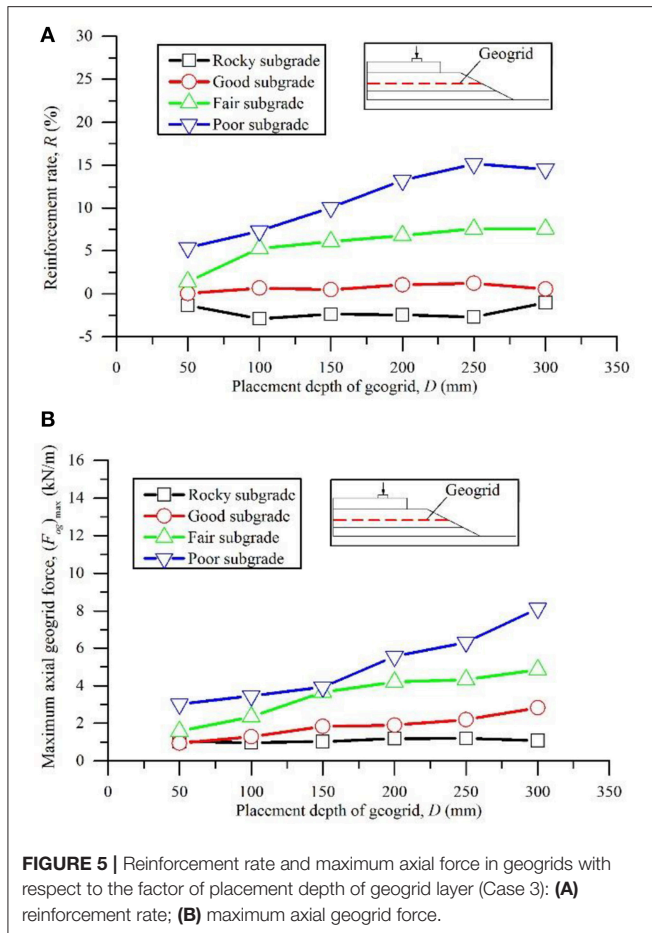 A
Rocky subgrade
Good subgrade
Fair subgrade
Poor subgrade
Geogrid
30
25
20
15
10
5
0
-5
Reinforcement rate, R (%)
0 50 100 150 200 250 300 350
Placement depth of geogrid, D (mm)
B
Rocky subgrade
Good subgrade
Fair subgrade
Poor subgrade
Geogrid
16
14
12
10
8
6
4
2
0
Maximum axial geogrid force, (Fog)max (kN/m)
0 50 100 150 200 250 300 350
Placement depth of geogrid, D (mm)
FIGURE 5 | Reinforcement rate and maximum axial force in geogrids with
respect to the factor of placement depth of geogrid layer (Case 3): (A)
reinforcement rate; (B) maximum axial geogrid force.